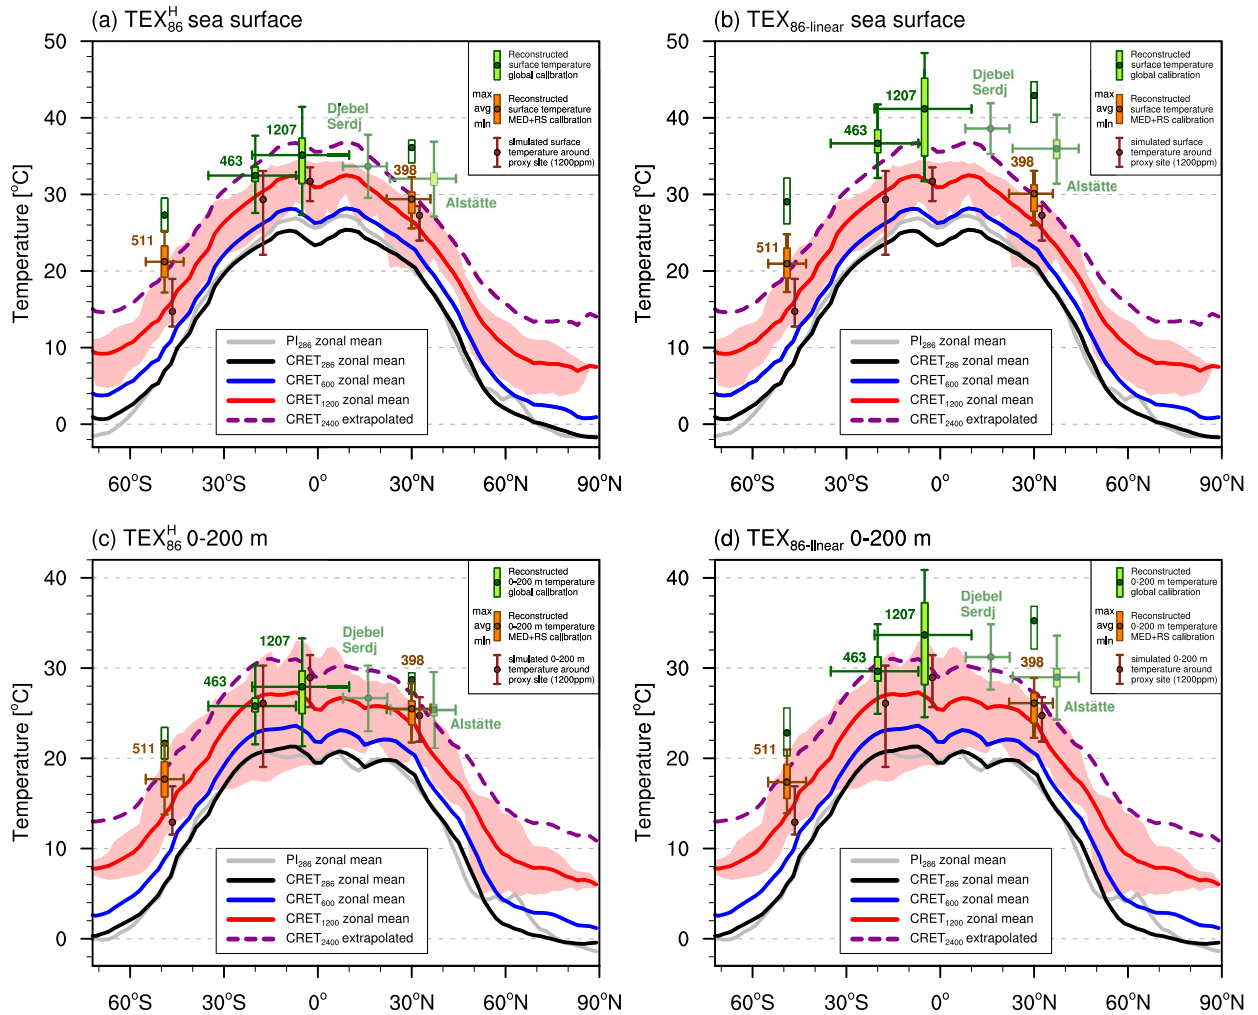 (a) TEX₈₆ᴴ sea surface
50
40
30
20
10
0
Temperature [°C]
60°S 30°S 0° 30°N 60°N 90°N
511
463
1207
Djebel
Serdj
398
Alstätte
Reconstructed
surface temperature
global calibration
max
avg
min
Reconstructed
surface temperature
MED+RS calibration
simulated surface
temperature around
proxy site (1200ppm)
PI₂₈₆ zonal mean
CRET₂₈₆ zonal mean
CRET₆₀₀ zonal mean
CRET₁₂₀₀ zonal mean
CRET₂₄₀₀ extrapolated
(b) TEX₈₆₋linear sea surface
50
40
30
20
10
0
Temperature [°C]
60°S 30°S 0° 30°N 60°N 90°N
511
463
1207
Djebel
Serdj
398
Alstätte
Reconstructed
surface temperature
global calibration
max
avg
min
Reconstructed
surface temperature
MED+RS calibration
simulated surface
temperature around
proxy site (1200ppm)
PI₂₈₆ zonal mean
CRET₂₈₆ zonal mean
CRET₆₀₀ zonal mean
CRET₁₂₀₀ zonal mean
CRET₂₄₀₀ extrapolated
(c) TEX₈₆ᴴ 0-200 m
40
30
20
10
0
Temperature [°C]
60°S 30°S 0° 30°N 60°N 90°N
511
463
1207
Djebel
Serdj
398
Alstätte
Reconstructed
0-200 m temperature
global calibration
max
avg
min
Reconstructed
0-200 m temperature
MED+RS calibration
simulated 0-200 m
temperature around
proxy site (1200ppm)
PI₂₈₆ zonal mean
CRET₂₈₆ zonal mean
CRET₆₀₀ zonal mean
CRET₁₂₀₀ zonal mean
CRET₂₄₀₀ extrapolated
(d) TEX₈₆₋linear 0-200 m
40
30
20
10
0
Temperature [°C]
60°S 30°S 0° 30°N 60°N 90°N
511
463
1207
Djebel
Serdj
398
Alstätte
Reconstructed
0-200 m temperature
global calibration
max
avg
min
Reconstructed
0-200 m temperature
MED+RS calibration
simulated 0-200 m
temperature around
proxy site (1200ppm)
PI₂₈₆ zonal mean
CRET₂₈₆ zonal mean
CRET₆₀₀ zonal mean
CRET₁₂₀₀ zonal mean
CRET₂₄₀₀ extrapolated